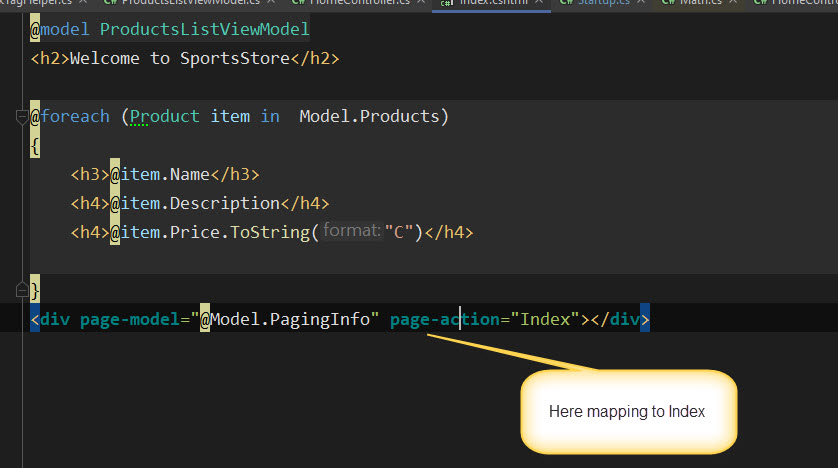 TagHelper.cs ProductsListViewModel.cs HomeController.cs Index.cshtml Startup.cs Math.cs HomeContr
@model ProductsListViewModel
<h2>Welcome to SportsStore</h2>
@foreach (Product item in  Model.Products)
{
<h3>@item.Name</h3>
<h4>@item.Description</h4>
<h4>@item.Price.ToString(format:"C")</h4>
}
<div page-model="@Model.PagingInfo" page-action="Index"></div>
Here mapping to Index